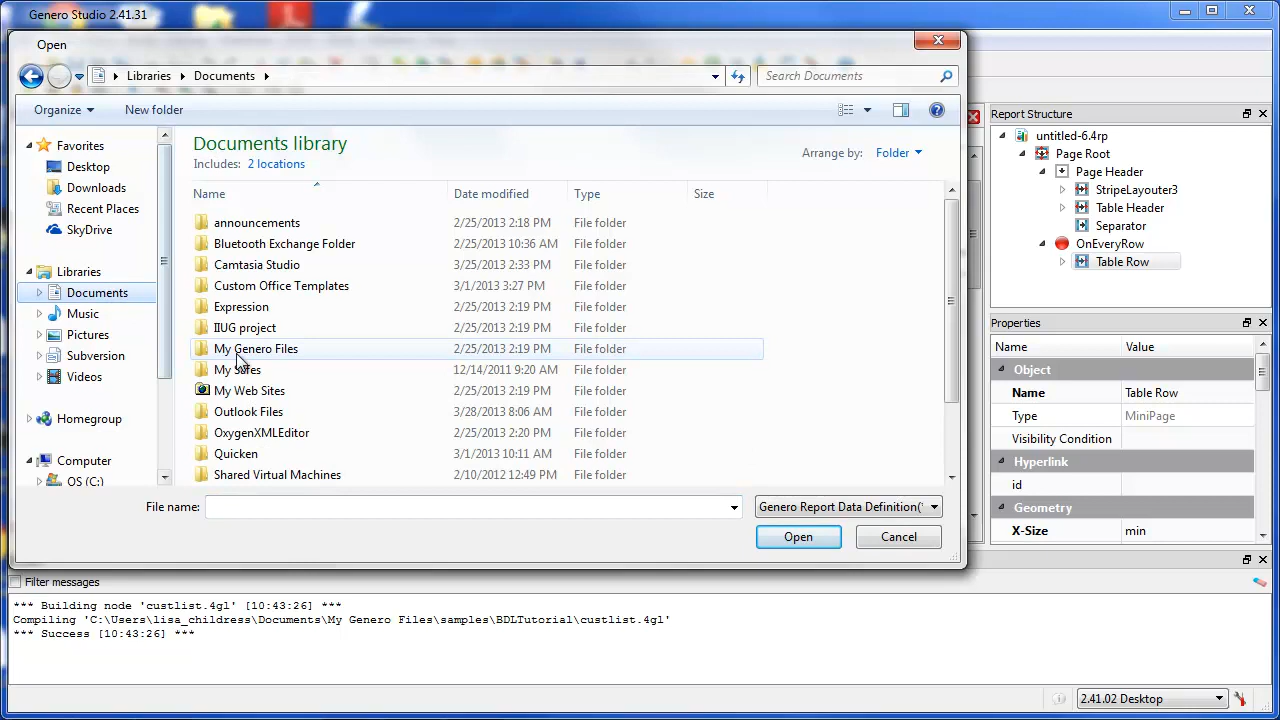 Genero Studio 2.41.31
Open
Libraries Documents
Search Documents
Organize New folder
Favorites
Desktop
Downloads
Recent Places
SkyDrive
Libraries
Documents
Music
Pictures
Subversion
Videos
Homegroup
Computer
OS (C:)
Documents library
Includes: 2 locations
Arrange by: Folder
Name Date modified Type Size
announcements 2/25/2013 2:18 PM File folder
Bluetooth Exchange Folder 2/25/2013 10:36 AM File folder
Camtasia Studio 3/25/2013 2:33 PM File folder
Custom Office Templates 3/1/2013 3:27 PM File folder
Expression 2/25/2013 2:19 PM File folder
IIUG project 2/25/2013 2:19 PM File folder
My Genero Files 2/25/2013 2:19 PM File folder
My 12/14/2011 9:20 AM File folder
My Web Sites 2/25/2013 2:19 PM File folder
Outlook Files 3/28/2013 8:06 AM File folder
OxygenXMLEditor 2/25/2013 2:20 PM File folder
Quicken 3/1/2013 10:11 AM File folder
Shared Virtual Machines 2/10/2012 12:49 PM File folder
File name:
Genero Report Data Definition(
Open Cancel
Report Structure
untitled-6.4rp
Page Root
Page Header
StripeLayouter3
Table Header
Separator
OnEveryRow
Table Row
Properties
Name Value
Object
Name Table Row
Type MiniPage
Visibility Condition
Hyperlink
id
Geometry
X-Size min
Filter messages
*** Building node 'custlist.4gl' [10:43:26] ***
Compiling 'C:\Users\lisa_childress\Documents\My Genero Files\samples\BDLTutorial\custlist.4gl'
*** Success [10:43:26] ***
2.41.02 Desktop